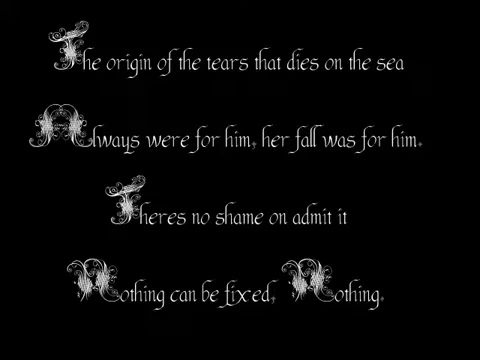 The origin of the tears that dies on the sea
Always were for him, her fall was for him.
Theres no shame on admit it
Nothing can be fixed, Nothing.